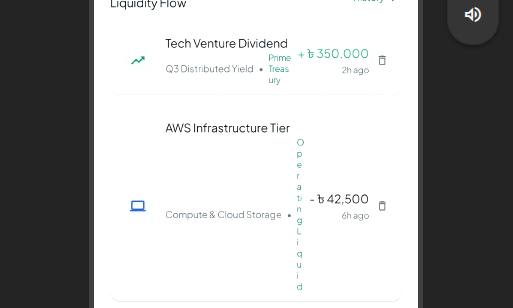 Liquidity Flow
Tech Venture Dividend
Q3 Distributed Yield • Prime
Treas
ury
+ ৳ 350,000
2h ago
AWS Infrastructure Tier
Compute & Cloud Storage •
O
p
e
r
a
ti
n
g
L
i
q
u
i
d
- ৳ 42,500
6h ago